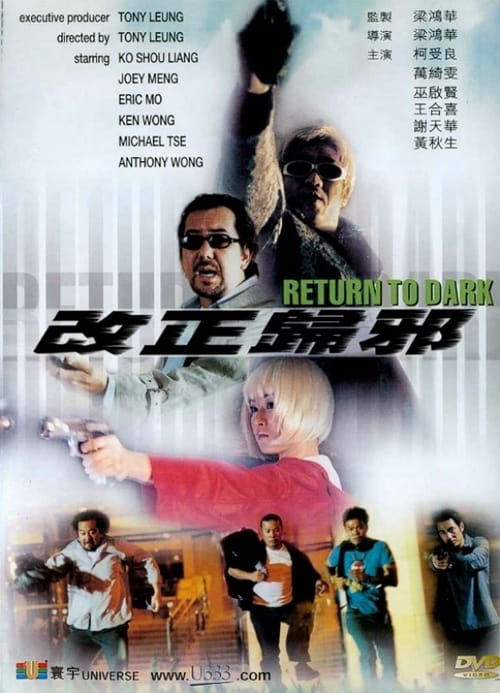 executive producer TONY LEUNG
directed by TONY LEUNG
starring KO SHOU LIANG
JOEY MENG
ERIC MO
KEN WONG
MICHAEL TSE
ANTHONY WONG
監製 梁鴻華
導演 梁鴻華
主演 柯受良
萬綺雯
巫啟賢
王合喜
謝天華
黃秋生
RETURN TO DARK
改正歸邪
寰宇 UNIVERSE www.U333.com
DVD
VIDEO